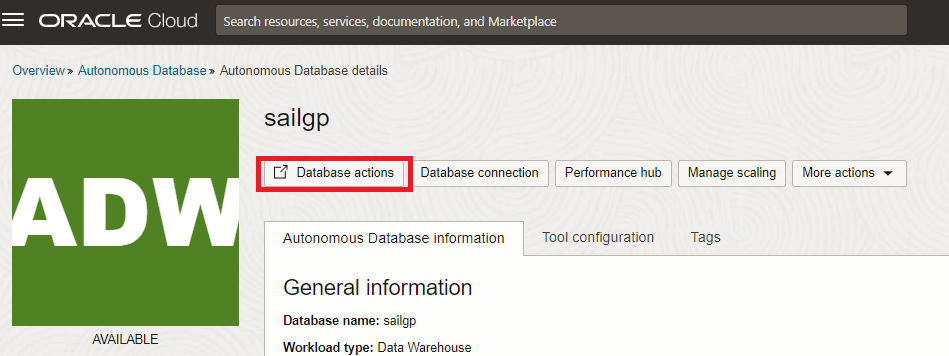 ORACLE Cloud
Search resources, services, documentation, and Marketplace
Overview » Autonomous Database » Autonomous Database details
ADW
AVAILABLE
sailgp
Database actions
Database connection
Performance hub
Manage scaling
More actions
Autonomous Database information
Tool configuration
Tags
General information
Database name: sailgp
Workload type: Data Warehouse